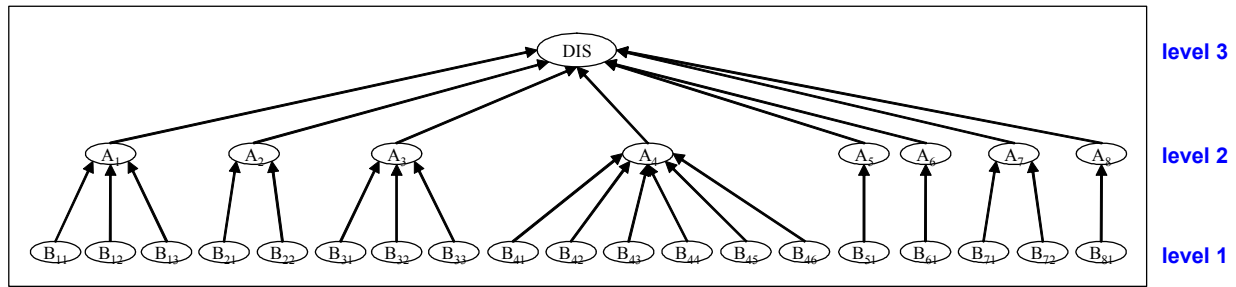 DIS level 3
A₁ A₂ A₃ A₄ A₅ A₆ A₇ A₈ level 2
B₁₁ B₁₂ B₁₃ B₂₁ B₂₂ B₃₁ B₃₂ B₃₃ B₄₁ B₄₂ B₄₃ B₄₄ B₄₅ B₄₆ B₅₁ B₆₁ B₇₁ B₇₂ B₈₁ level 1